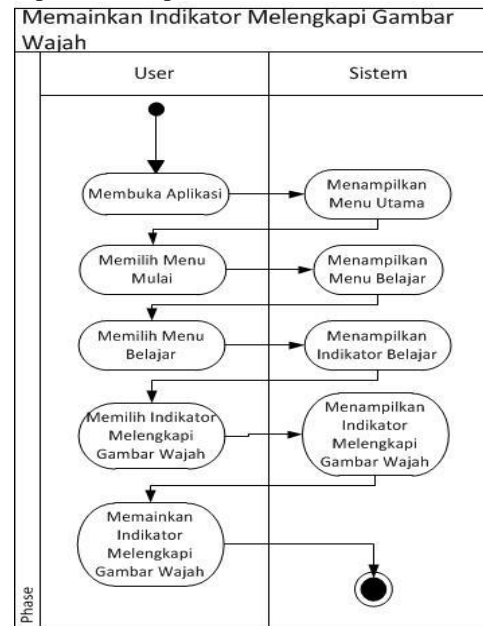 Memainkan Indikator Melengkapi Gambar
Wajah
User
Sistem
Membuka Aplikasi
Menampilkan
Menu Utama
Memilih Menu
Mulai
Menampilkan
Menu Belajar
Memilih Menu
Belajar
Menampilkan
Indikator Belajar
Memilih Indikator
Melengkapi
Gambar Wajah
Menampilkan
Indikator
Melengkapi
Gambar Wajah
Memainkan
Indikator
Melengkapi
Gambar Wajah
Phase